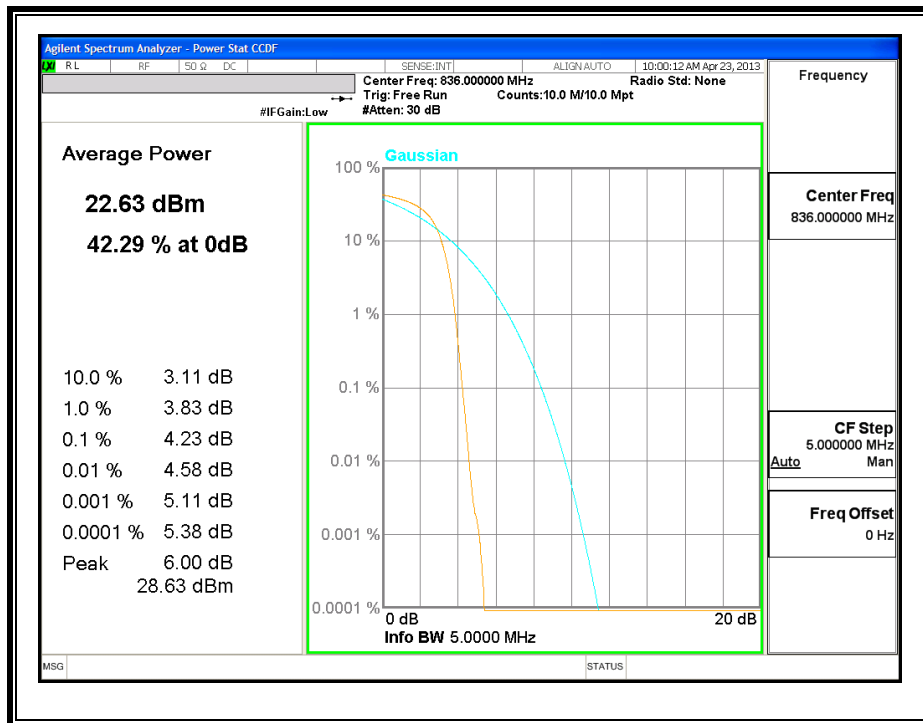 Agilent Spectrum Analyzer - Power Stat CCDF
LXI RL RF 50 Ω DC SENSE:INT ALIGN AUTO 10:00:12 AM Apr 23, 2013
Center Freq: 836.000000 MHz Radio Std: None
Trig: Free Run Counts:10.0 M/10.0 Mpt
#IFGain:Low #Atten: 30 dB
Average Power
22.63 dBm
42.29 % at 0dB
10.0 % 3.11 dB
1.0 % 3.83 dB
0.1 % 4.23 dB
0.01 % 4.58 dB
0.001 % 5.11 dB
0.0001 % 5.38 dB
Peak 6.00 dB
28.63 dBm
Gaussian
100 %
10 %
1 %
0.1 %
0.01 %
0.001 %
0.0001 %
0 dB 20 dB
Info BW 5.0000 MHz
Frequency
Center Freq
836.000000 MHz
CF Step
5.000000 MHz
Auto Man
Freq Offset
0 Hz
MSG STATUS